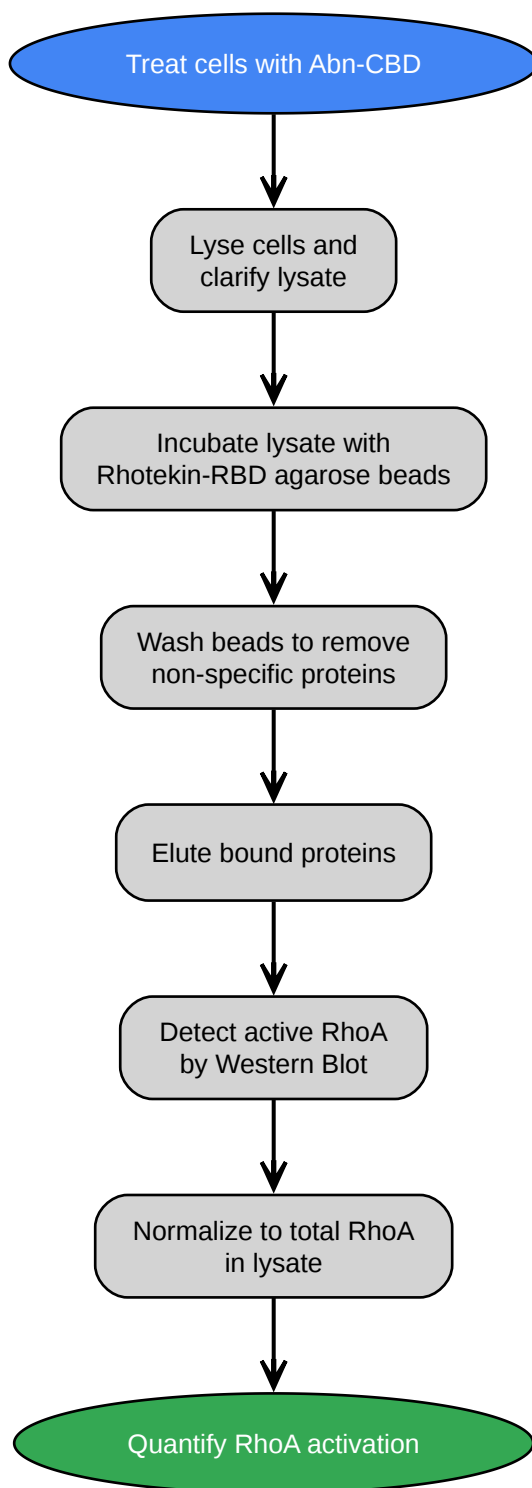 Treat cells with Abn-CBD
Lyse cells and
clarify lysate
Incubate lysate with
Rhotekin-RBD agarose beads
Wash beads to remove
non-specific proteins
Elute bound proteins
Detect active RhoA
by Western Blot
Normalize to total RhoA
in lysate
Quantify RhoA activation